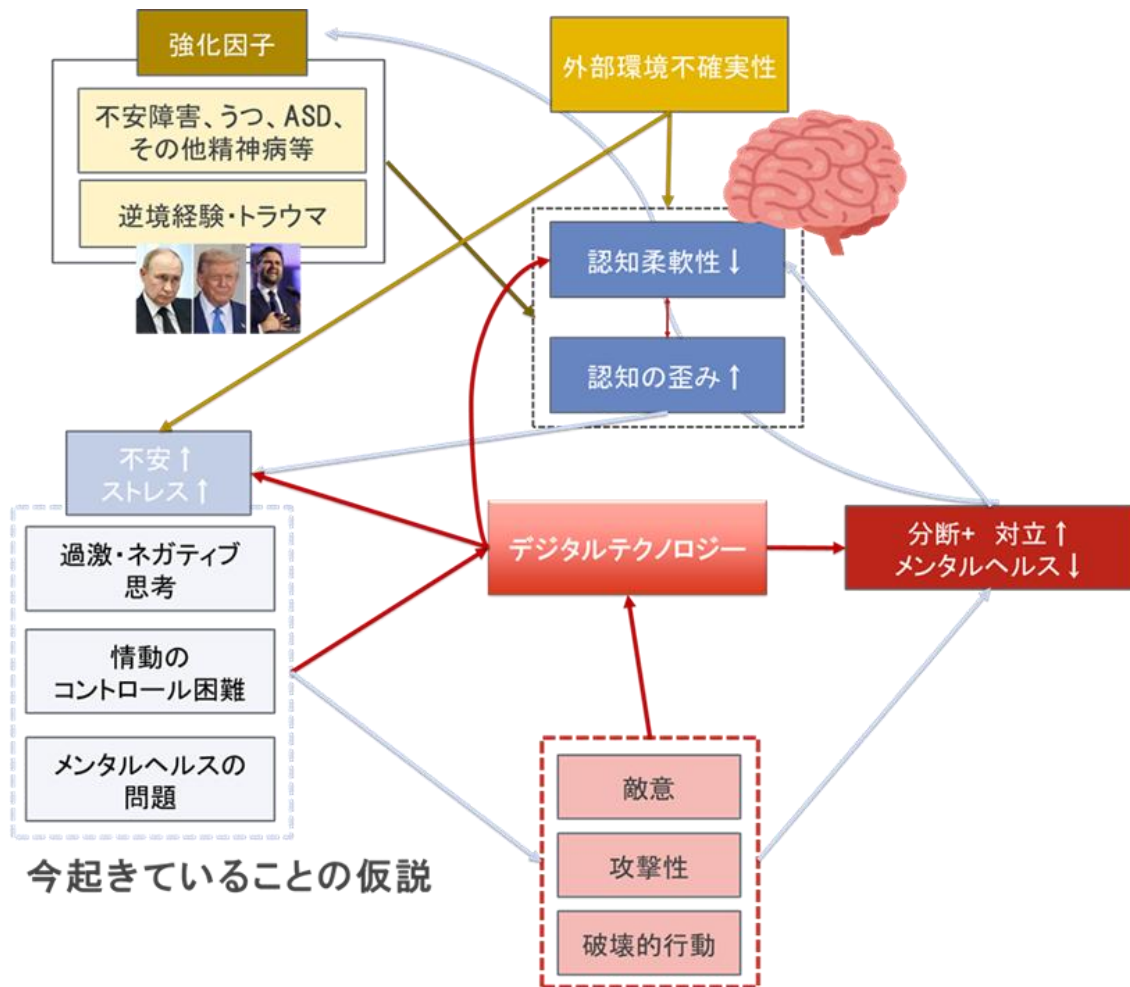 強化因子
不安障害、うつ、ASD、
その他精神病等
逆境経験・トラウマ
外部環境不確実性
認知柔軟性↓
認知の歪み↑
不安↑
ストレス↑
過激・ネガティブ
思考
情動の
コントロール困難
メンタルヘルスの
問題
デジタルテクノロジー
分断+ 対立↑
メンタルヘルス↓
敵意
攻撃性
破壊的行動
今起きていることの仮説